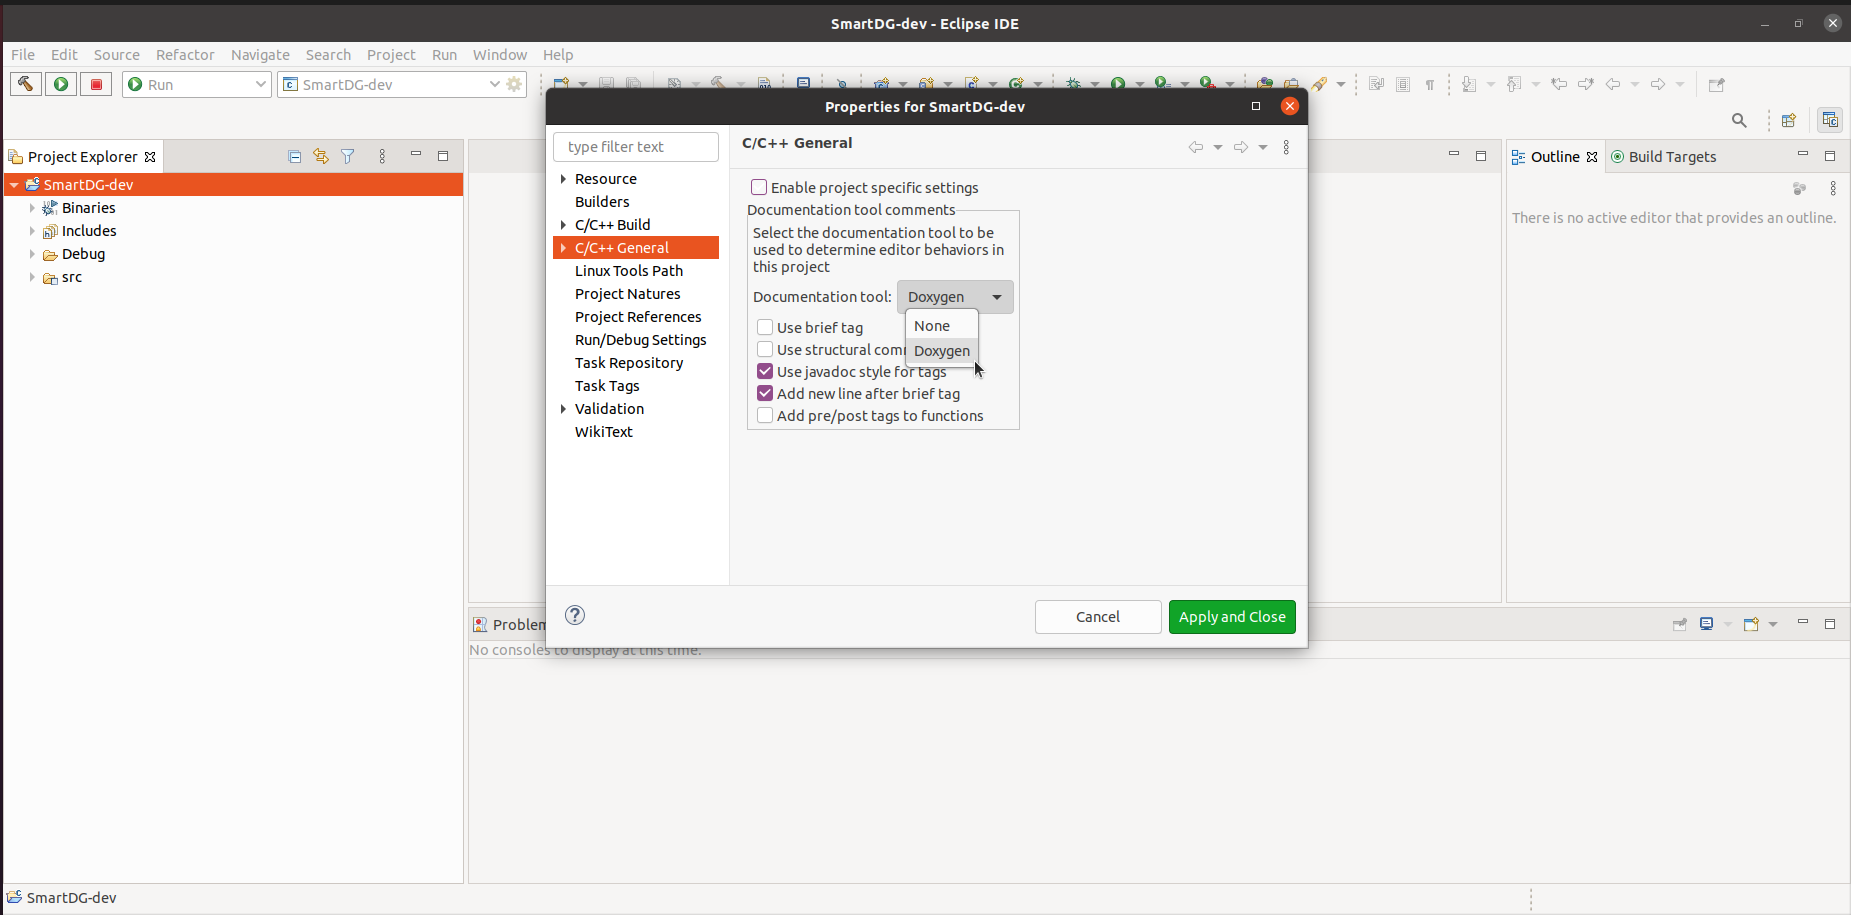 SmartDG-dev - Eclipse IDE
File Edit Source Refactor Navigate Search Project Run Window Help
Run SmartDG-dev
Project Explorer
SmartDG-dev
Binaries
Includes
Debug
src
Properties for SmartDG-dev
type filter text
Resource
Builders
C/C++ Build
C/C++ General
Linux Tools Path
Project Natures
Project References
Run/Debug Settings
Task Repository
Task Tags
Validation
WikiText
C/C++ General
Enable project specific settings
Documentation tool comments
Select the documentation tool to be
used to determine editor behaviors in
this project
Documentation tool: Doxygen
None
Doxygen
Use brief tag
Use structural comm
Use javadoc style for tags
Add new line after brief tag
Add pre/post tags to functions
Cancel Apply and Close
Outline Build Targets
There is no active editor that provides an outline.
Problem
No consoles to display at this time.
SmartDG-dev